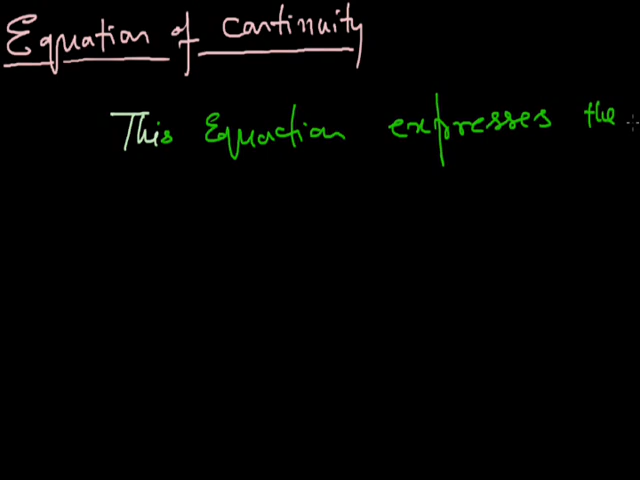 Equation of continuity
This Equation expresses the